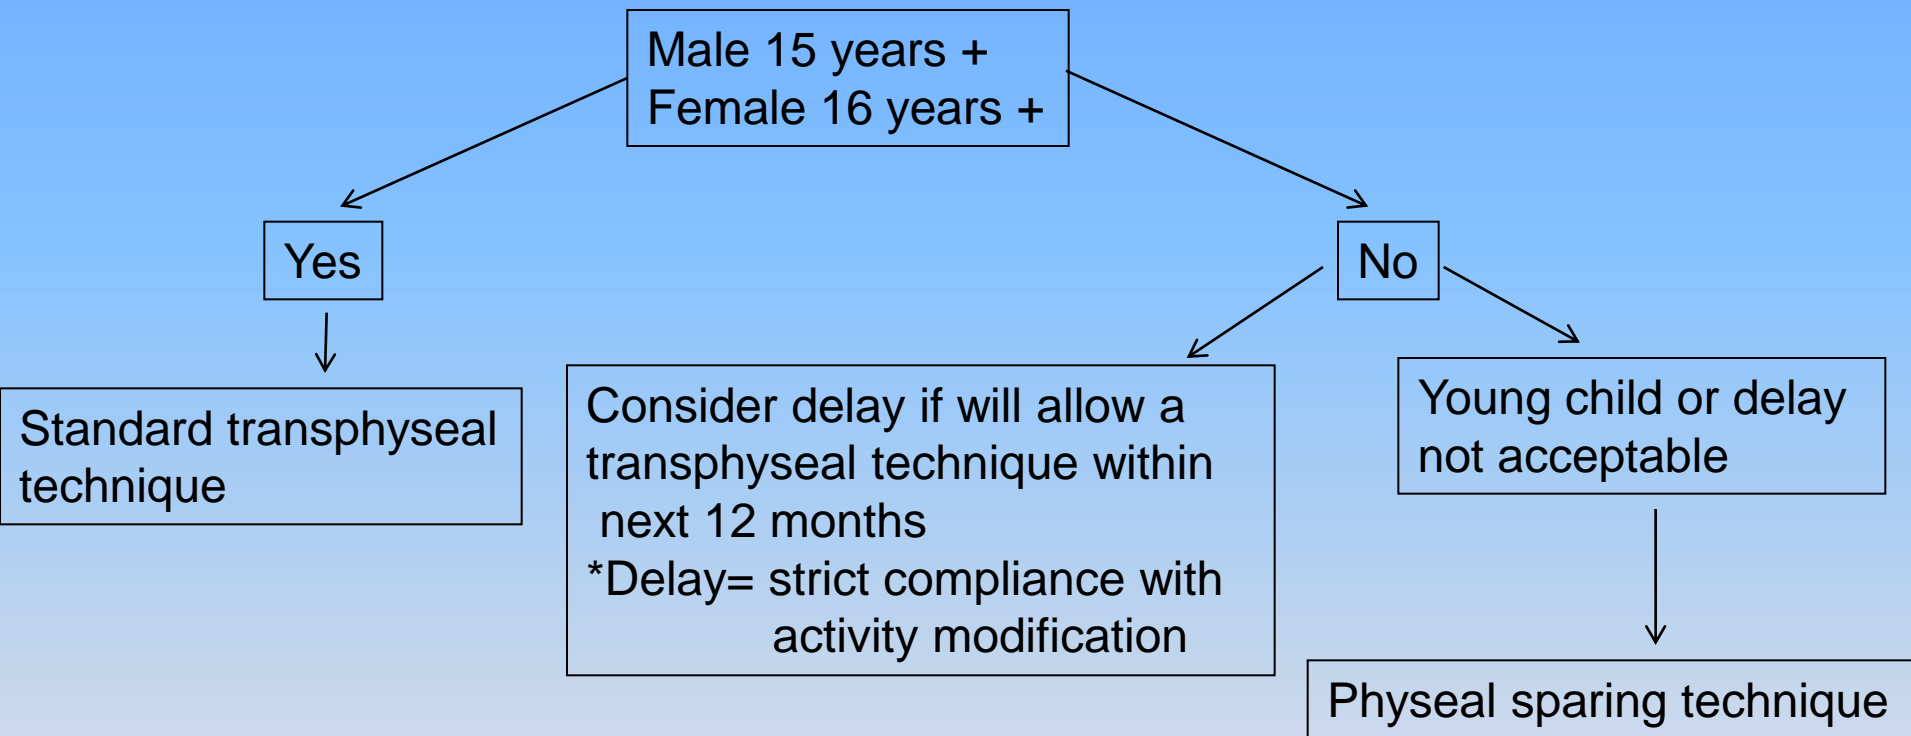 Male 15 years +
Female 16 years +
Yes
No
Standard transphyseal
technique
Consider delay if will allow a
transphyseal technique within
next 12 months
*Delay= strict compliance with
activity modification
Young child or delay
not acceptable
Physeal sparing technique